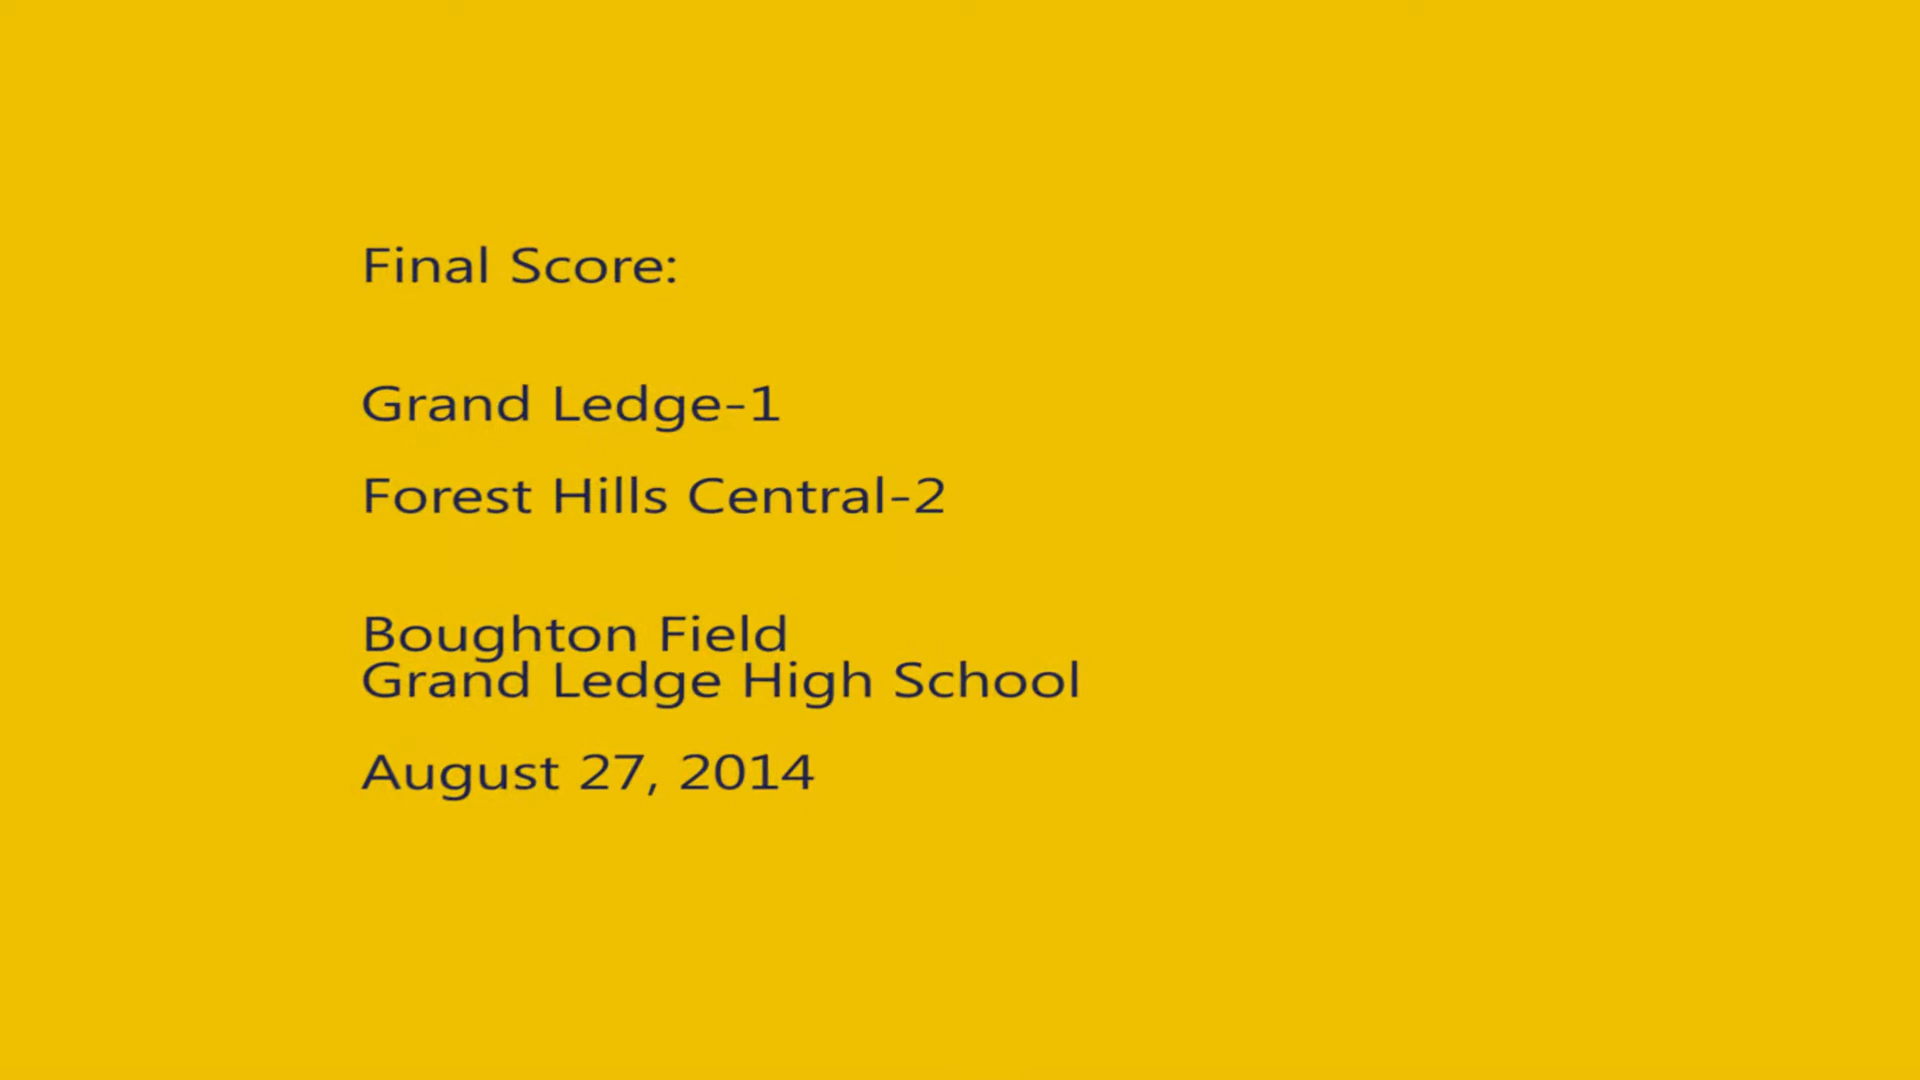 Final Score:
Grand Ledge-1
Forest Hills Central-2
Boughton Field
Grand Ledge High School
August 27, 2014